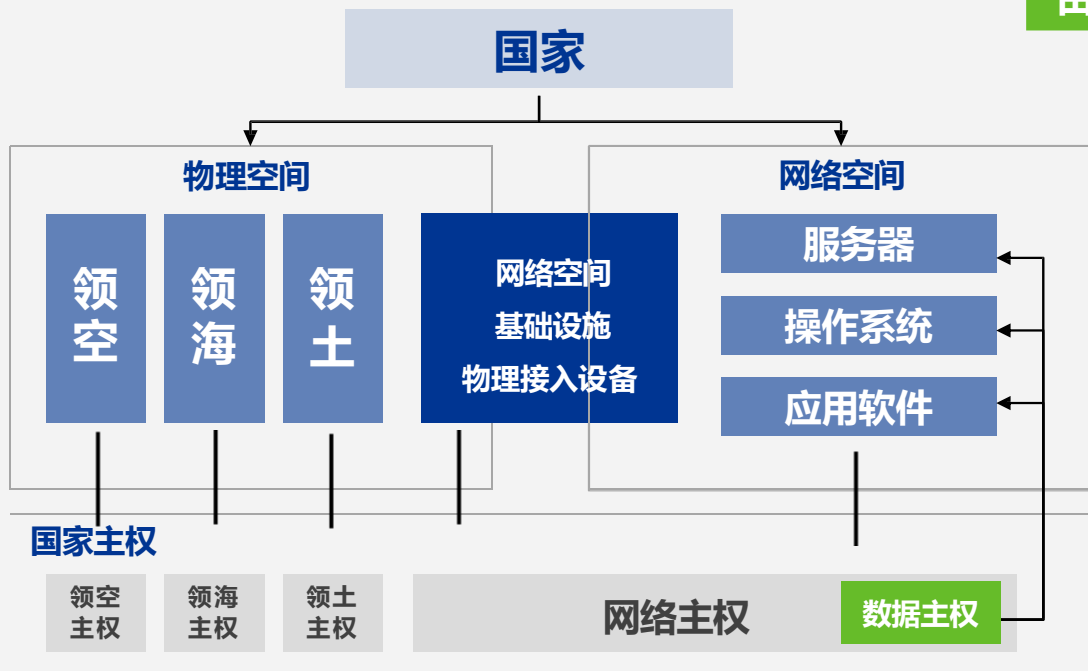 国家
物理空间
网络空间
领
空
领
海
领
土
网络空间
基础设施
物理接入设备
服务器
操作系统
应用软件
国家主权
领空
主权
领海
主权
领土
主权
网络主权
数据主权